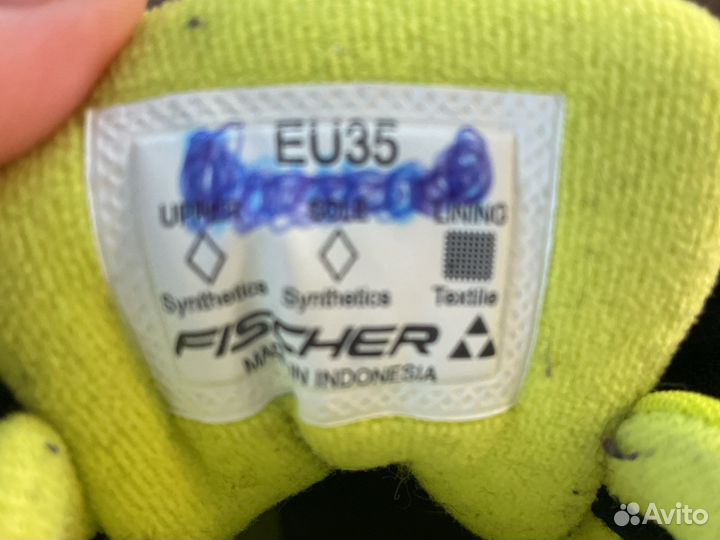 EU35
UPPER SOLE LINING
Synthetics Synthetics Textile
FISCHER
MADE IN INDONESIA
Avito